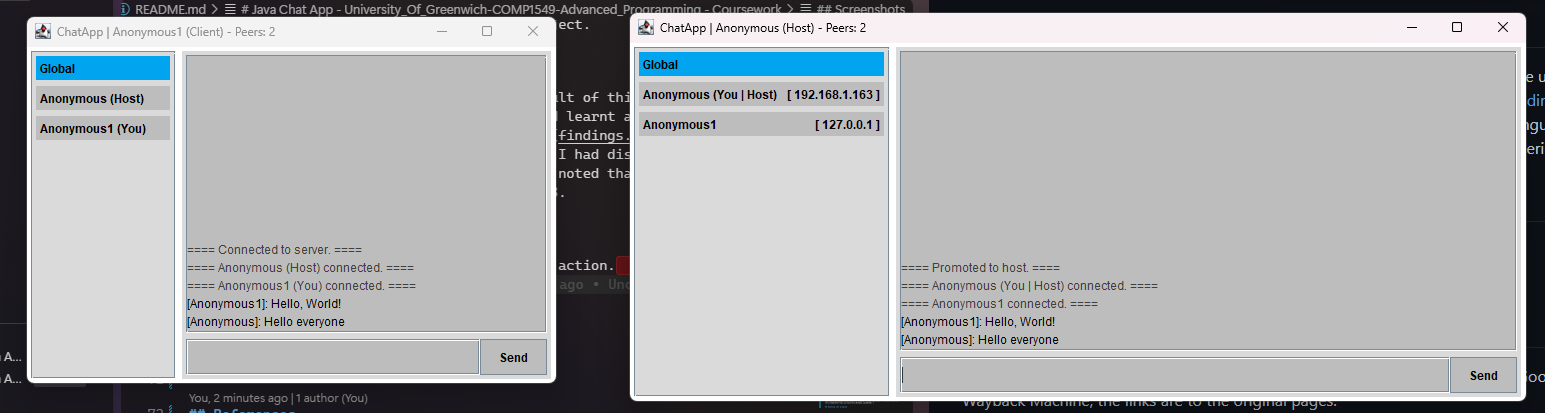 README.md > # Java Chat App - University_Of_Greenwich-COMP1549-Advanced_Programming - Coursework > ## Screenshots
ChatApp | Anonymous1 (Client) - Peers: 2
Global
Anonymous (Host)
Anonymous1 (You)
==== Connected to server. ====
==== Anonymous (Host) connected. ====
==== Anonymous1 (You) connected. ====
[Anonymous1]: Hello, World!
[Anonymous]: Hello everyone
Send
ect.
ult of thi
learnt a
findings.
I had dis
noted tha
action.
ago • Unc
ChatApp | Anonymous (Host) - Peers: 2
Global
Anonymous (You | Host) [ 192.168.1.163 ]
Anonymous1 [ 127.0.0.1 ]
==== Promoted to host. ====
==== Anonymous (You | Host) connected. ====
==== Anonymous1 connected. ====
[Anonymous1]: Hello, World!
[Anonymous]: Hello everyone
Send
A...
A...
You, 2 minutes ago | 1 author (You)
## References
Wayback Machine, the links are to the original pages.